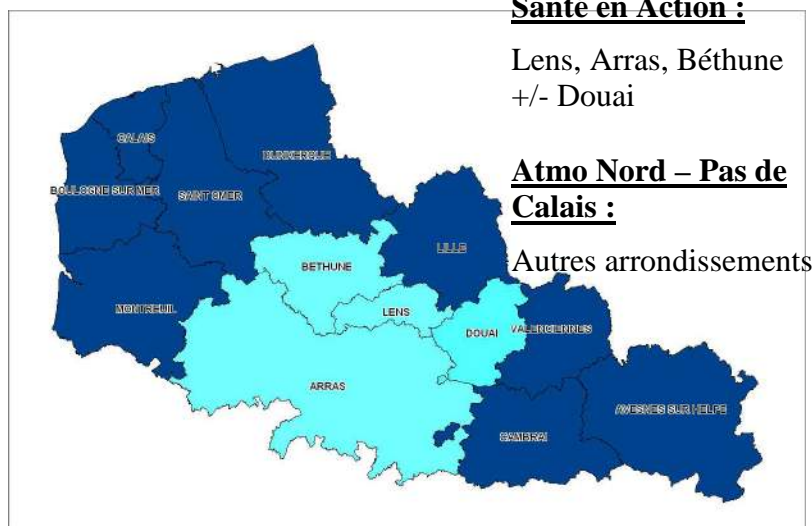 Santé en Action :
Lens, Arras, Béthune
+/- Douai
Atmo Nord – Pas de
Calais :
Autres arrondissements
CALAIS
DUNKERQUE
BOULOGNE SUR MER
SAINT OMER
LILLE
BETHUNE
MONTREUIL
LENS
DOUAI
VALENCIENNES
ARRAS
AVESNES SUR HELPE
CAMBRAI